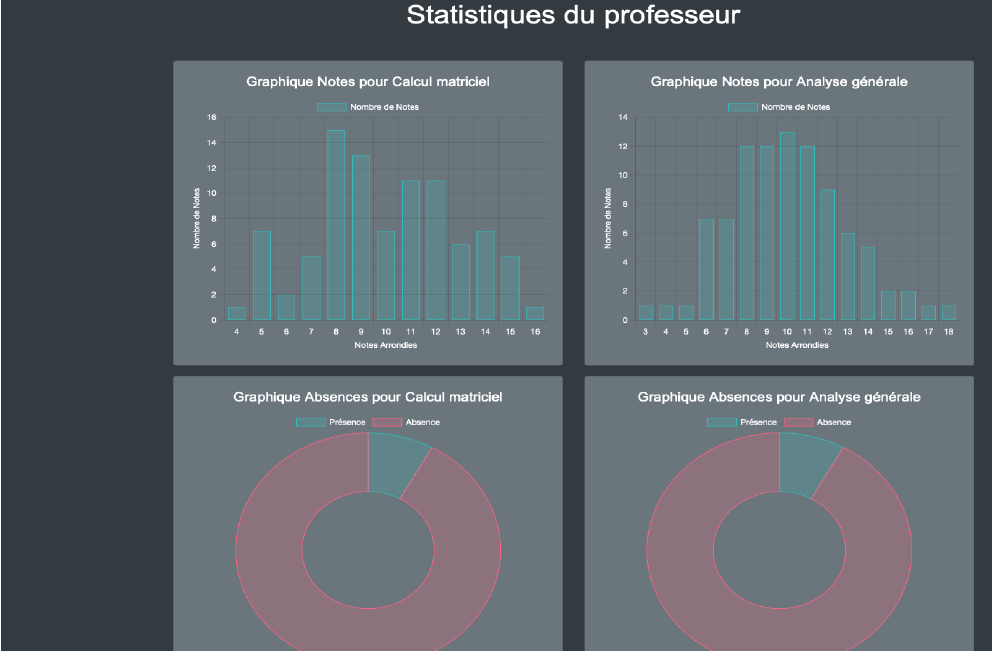 Statistiques du professeur
Graphique Notes pour Calcul matriciel
Nombre de Notes
16
14
12
10
8
6
4
2
0
Nombre de Notes
4 5 6 7 8 9 10 11 12 13 14 15 16
Notes Arrondies
Graphique Notes pour Analyse générale
Nombre de Notes
14
12
10
8
6
4
2
0
Nombre de Notes
3 4 5 6 7 8 9 10 11 12 13 14 15 16 17 18
Notes Arrondies
Graphique Absences pour Calcul matriciel
Présence Absence
Graphique Absences pour Analyse générale
Présence Absence